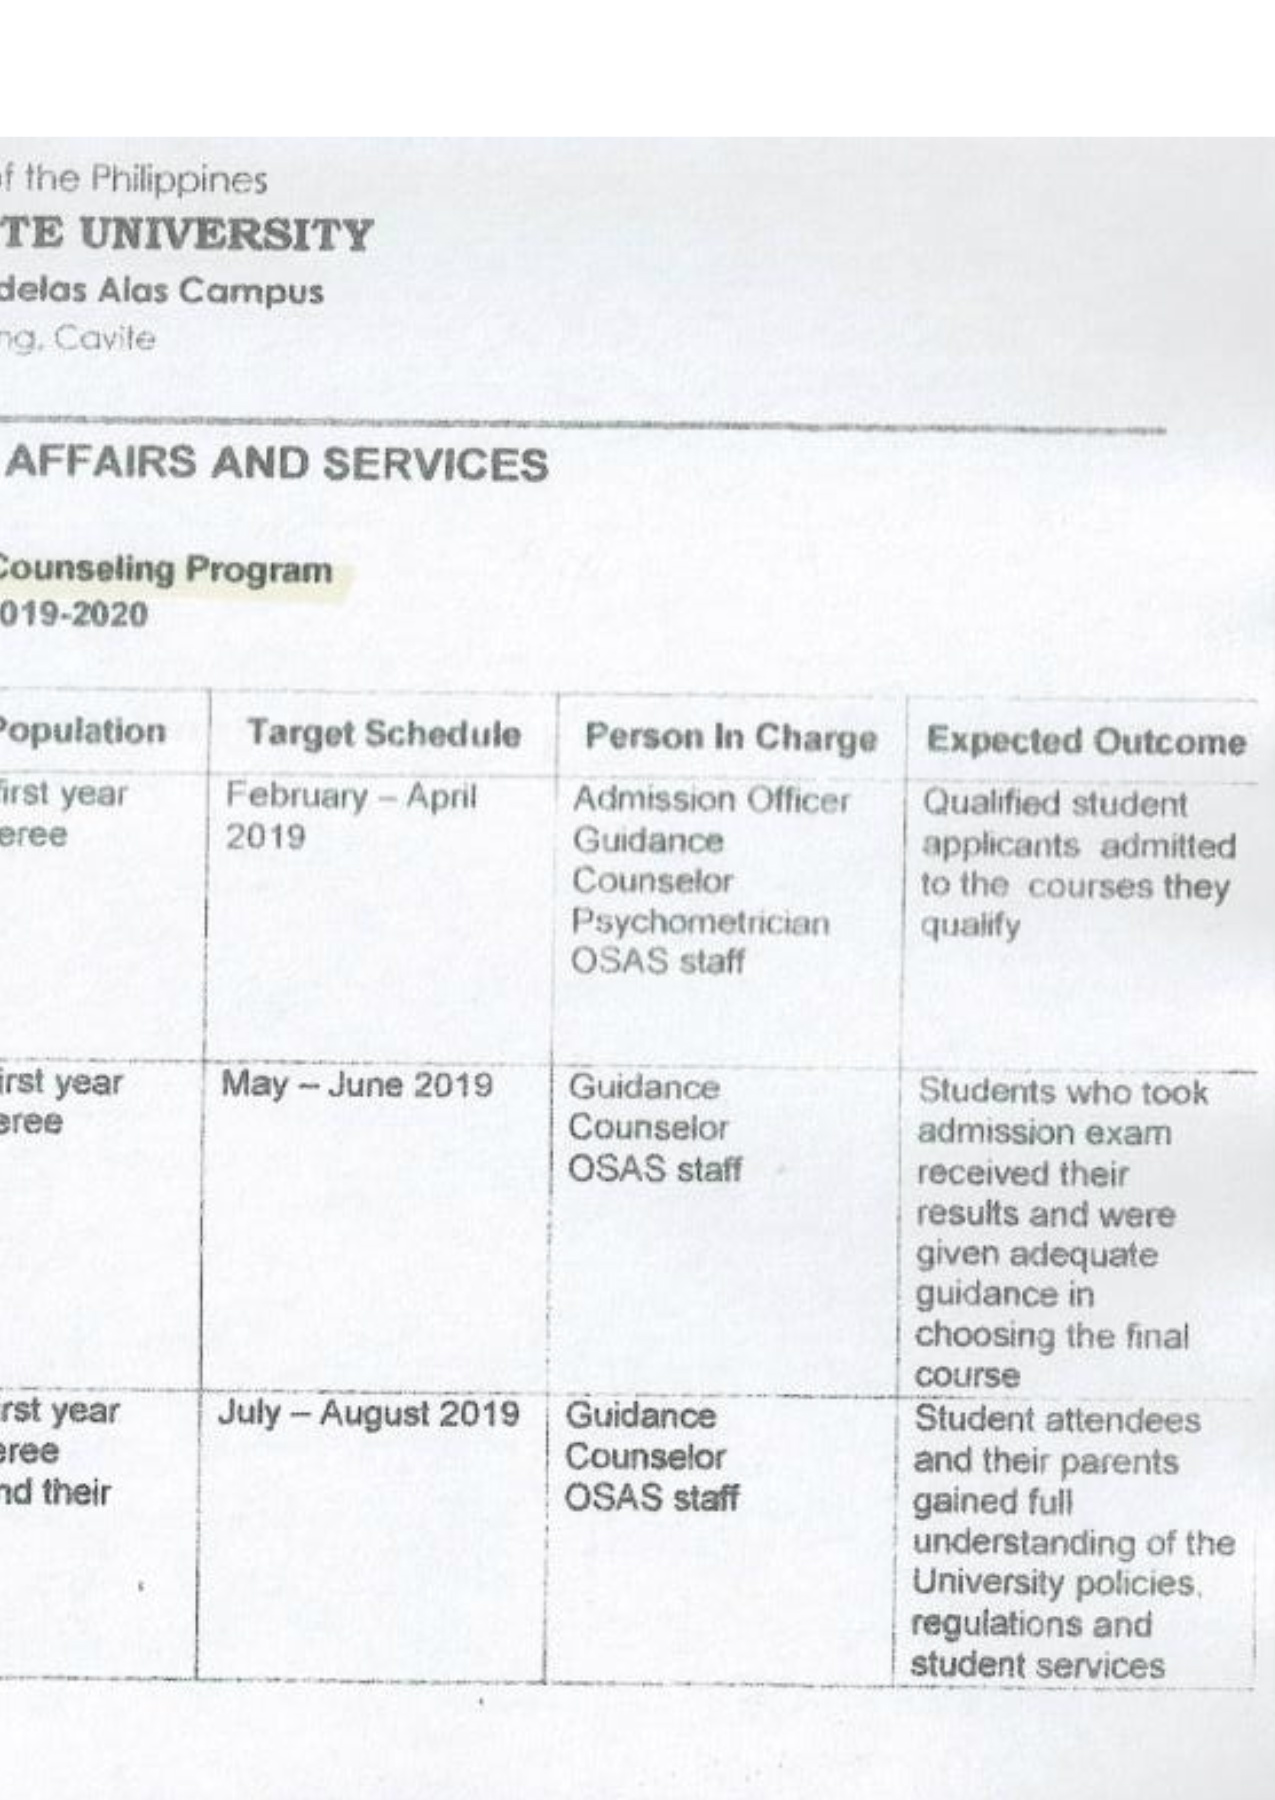 of the Philippines
TE UNIVERSITY
delas Alas Campus
ng, Cavite
AFFAIRS AND SERVICES
Counseling Program
019-2020
Population
Target Schedule
Person In Charge
Expected Outcome
first year
eree
February – April
2019
Admission Officer
Guidance
Counselor
Psychometrician
OSAS staff
Qualified student
applicants admitted
to the courses they
qualify
irst year
eree
May – June 2019
Guidance
Counselor
OSAS staff
Students who took
admission exam
received their
results and were
given adequate
guidance in
choosing the final
course
rst year
eree
nd their
July – August 2019
Guidance
Counselor
OSAS staff
Student attendees
and their parents
gained full
understanding of the
University policies,
regulations and
student services